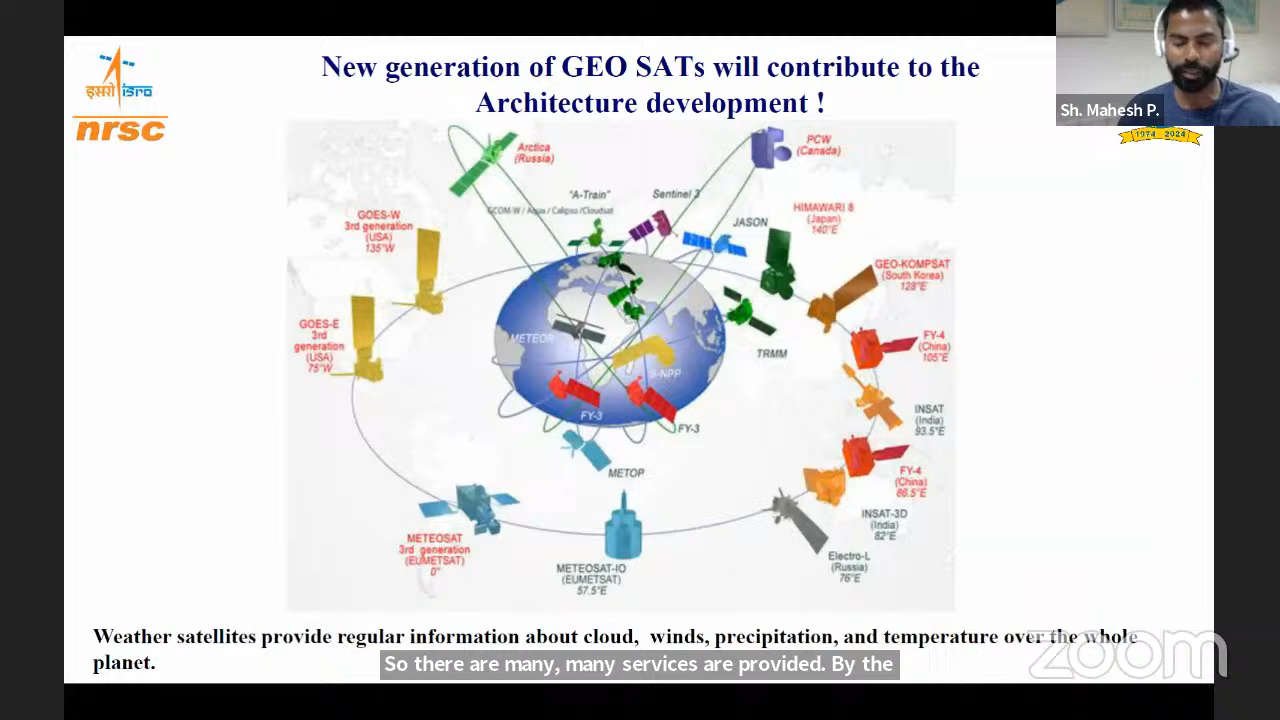 New generation of GEO SATs will contribute to the
Architecture development !
इसरो isro
nrsc
Sh. Mahesh P.
1974 2024
Arctica
(Russia)
PCW
(Canada)
"A-Train"
GCOM-W / Aqua / Calipso /Cloudsat
Sentinel 3
JASON
HIMAWARI 8
(Japan)
140°E
GOES-W
3rd generation
(USA)
135°W
GEO-KOMPSAT
(South Korea)
128°E
GOES-E
3rd
generation
(USA)
75°W
METEOR
TRMM
FY-4
(China)
105°E
S-NPP
FY-3
FY-3
INSAT
(India)
93.5°E
METOP
FY-4
(China)
86.5°E
INSAT-3D
(India)
82°E
METEOSAT
3rd generation
(EUMETSAT)
0°
METEOSAT-IO
(EUMETSAT)
57.5°E
Electro-L
(Russia)
76°E
Weather satellites provide regular information about cloud, winds, precipitation, and temperature over the whole
planet.
So there are many, many services are provided. By the
zoom